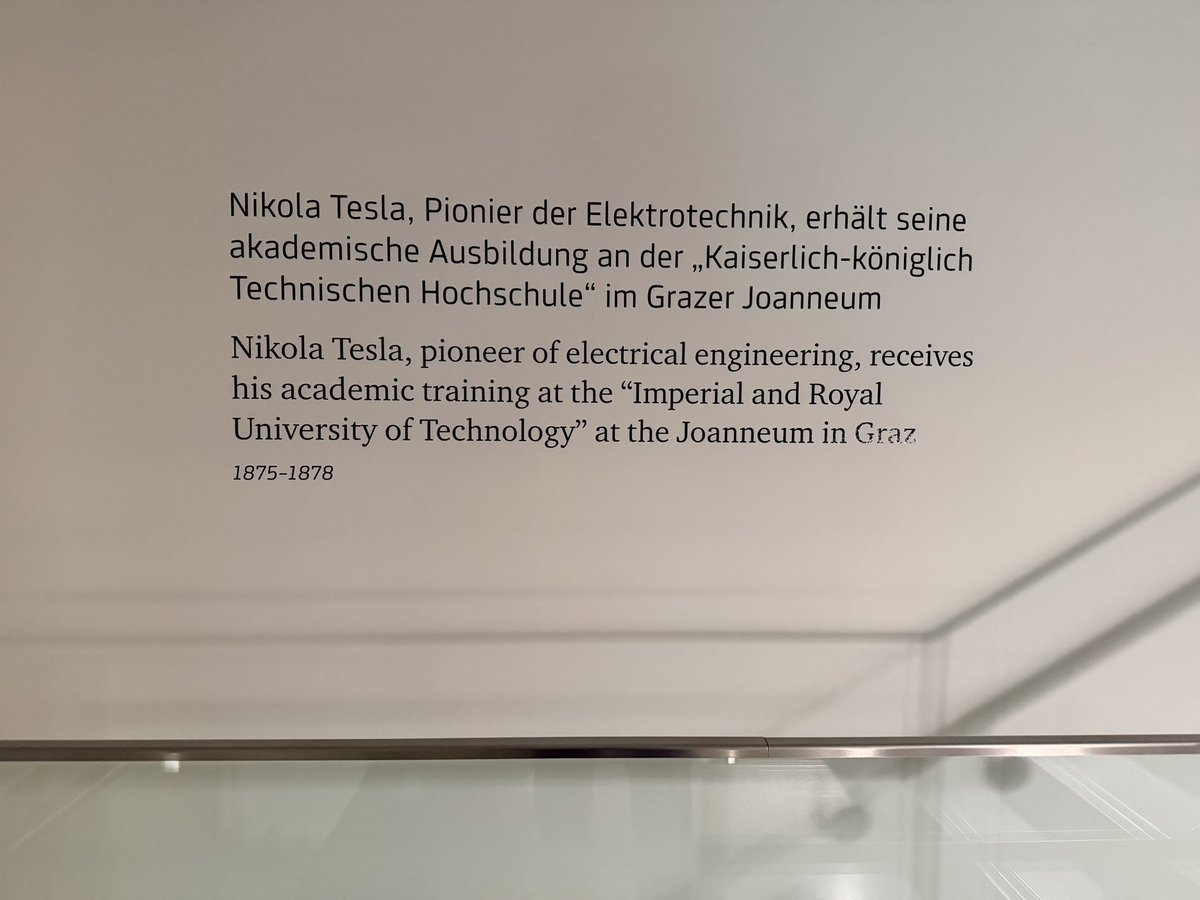 Nikola Tesla, Pionier der Elektrotechnik, erhält seine
akademische Ausbildung an der „Kaiserlich-königlich
Technischen Hochschule“ im Grazer Joanneum
Nikola Tesla, pioneer of electrical engineering, receives
his academic training at the “Imperial and Royal
University of Technology” at the Joanneum in Graz
1875–1878